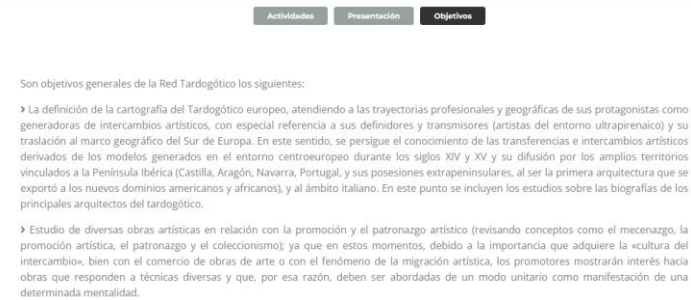 Actividades Presentación Objetivos
Son objetivos generales de la Red Tardogótico los siguientes:
> La definición de la cartografía del Tardogótico europeo, atendiendo a las trayectorias profesionales y geográficas de sus protagonistas como
generadoras de intercambios artísticos, con especial referencia a sus definidores y transmisores (artistas del entorno ultrapirenaico) y su
traslación al marco geográfico del Sur de Europa. En este sentido, se persigue el conocimiento de las transferencias e intercambios artísticos
derivados de los modelos generados en el entorno centroeuropeo durante los siglos XIV y XV y su difusión por los amplios territorios
vinculados a la Península Ibérica (Castilla, Aragón, Navarra, Portugal, y sus posesiones extrapeninsulares, al ser la primera arquitectura que se
exportó a los nuevos dominios americanos y africanos), y al ámbito italiano. En este punto se incluyen los estudios sobre las biografías de los
principales arquitectos del tardogótico.
> Estudio de diversas obras artísticas en relación con la promoción y el patronazgo artístico (revisando conceptos como el mecenazgo, la
promoción artística, el patronazgo y el coleccionismo); ya que en estos momentos, debido a la importancia que adquiere la «cultura del
intercambio», bien con el comercio de obras de arte o con el fenómeno de la migración artística, los promotores mostrarán interés hacia
obras que responden a técnicas diversas y que, por esa razón, deben ser abordadas de un modo unitario como manifestación de una
determinada mentalidad.